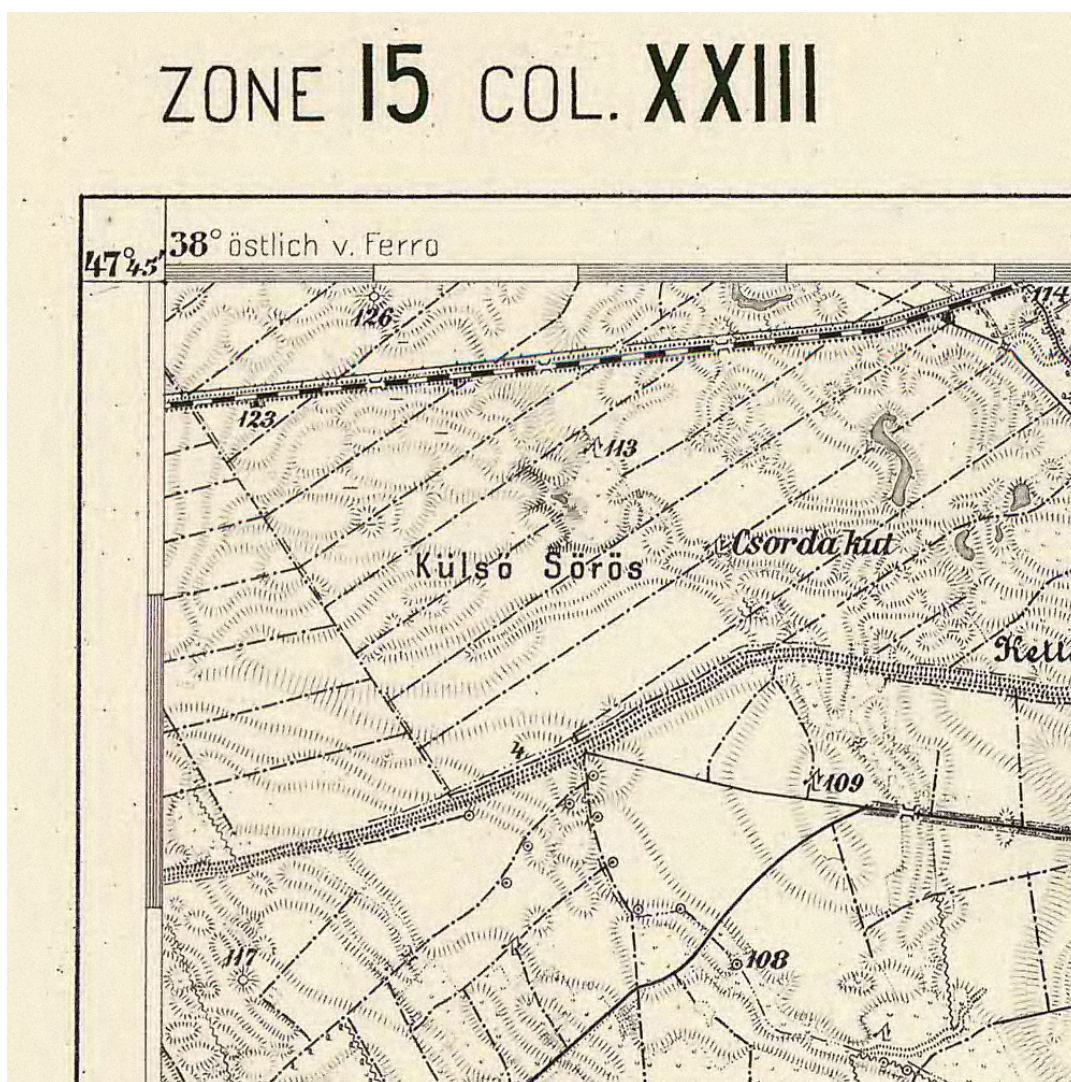 ZONE 15 COL. XXIII
38° östlich v. Ferro
47°45'
114
126
123
113
Csorda kut
Külsö Sörös
4
109
117
108